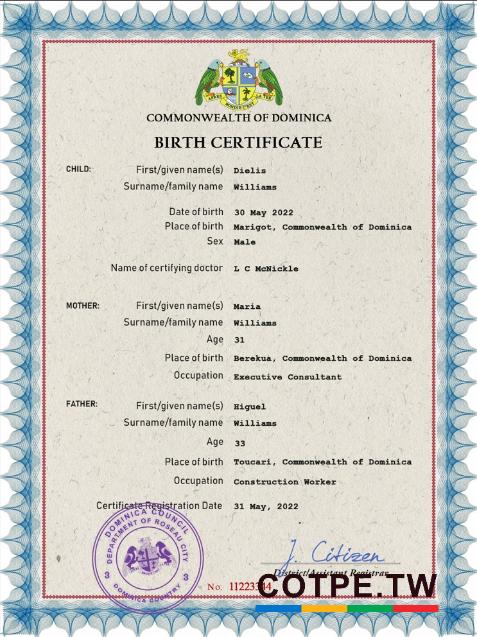 COMMONWEALTH OF DOMINICA
BIRTH CERTIFICATE
CHILD: First/given name(s) Dielis
Surname/family name Williams
Date of birth 30 May 2022
Place of birth Marigot, Commonwealth of Dominica
Sex Male
Name of certifying doctor L C McNickle
MOTHER: First/given name(s) Maria
Surname/family name Williams
Age 31
Place of birth Berekua, Commonwealth of Dominica
Occupation Executive Consultant
FATHER: First/given name(s) Higuel
Surname/family name Williams
Age 33
Place of birth Toucari, Commonwealth of Dominica
Occupation Construction Worker
Certificate Registration Date 31 May, 2022
DOMINICA COUNCIL
DEPARTMENT OF ROSEAU CITY
3 3
DOMINICA COUNTRY
J. Citizen
District/Assistant Registrar
No. 11223344
COTPE.TW